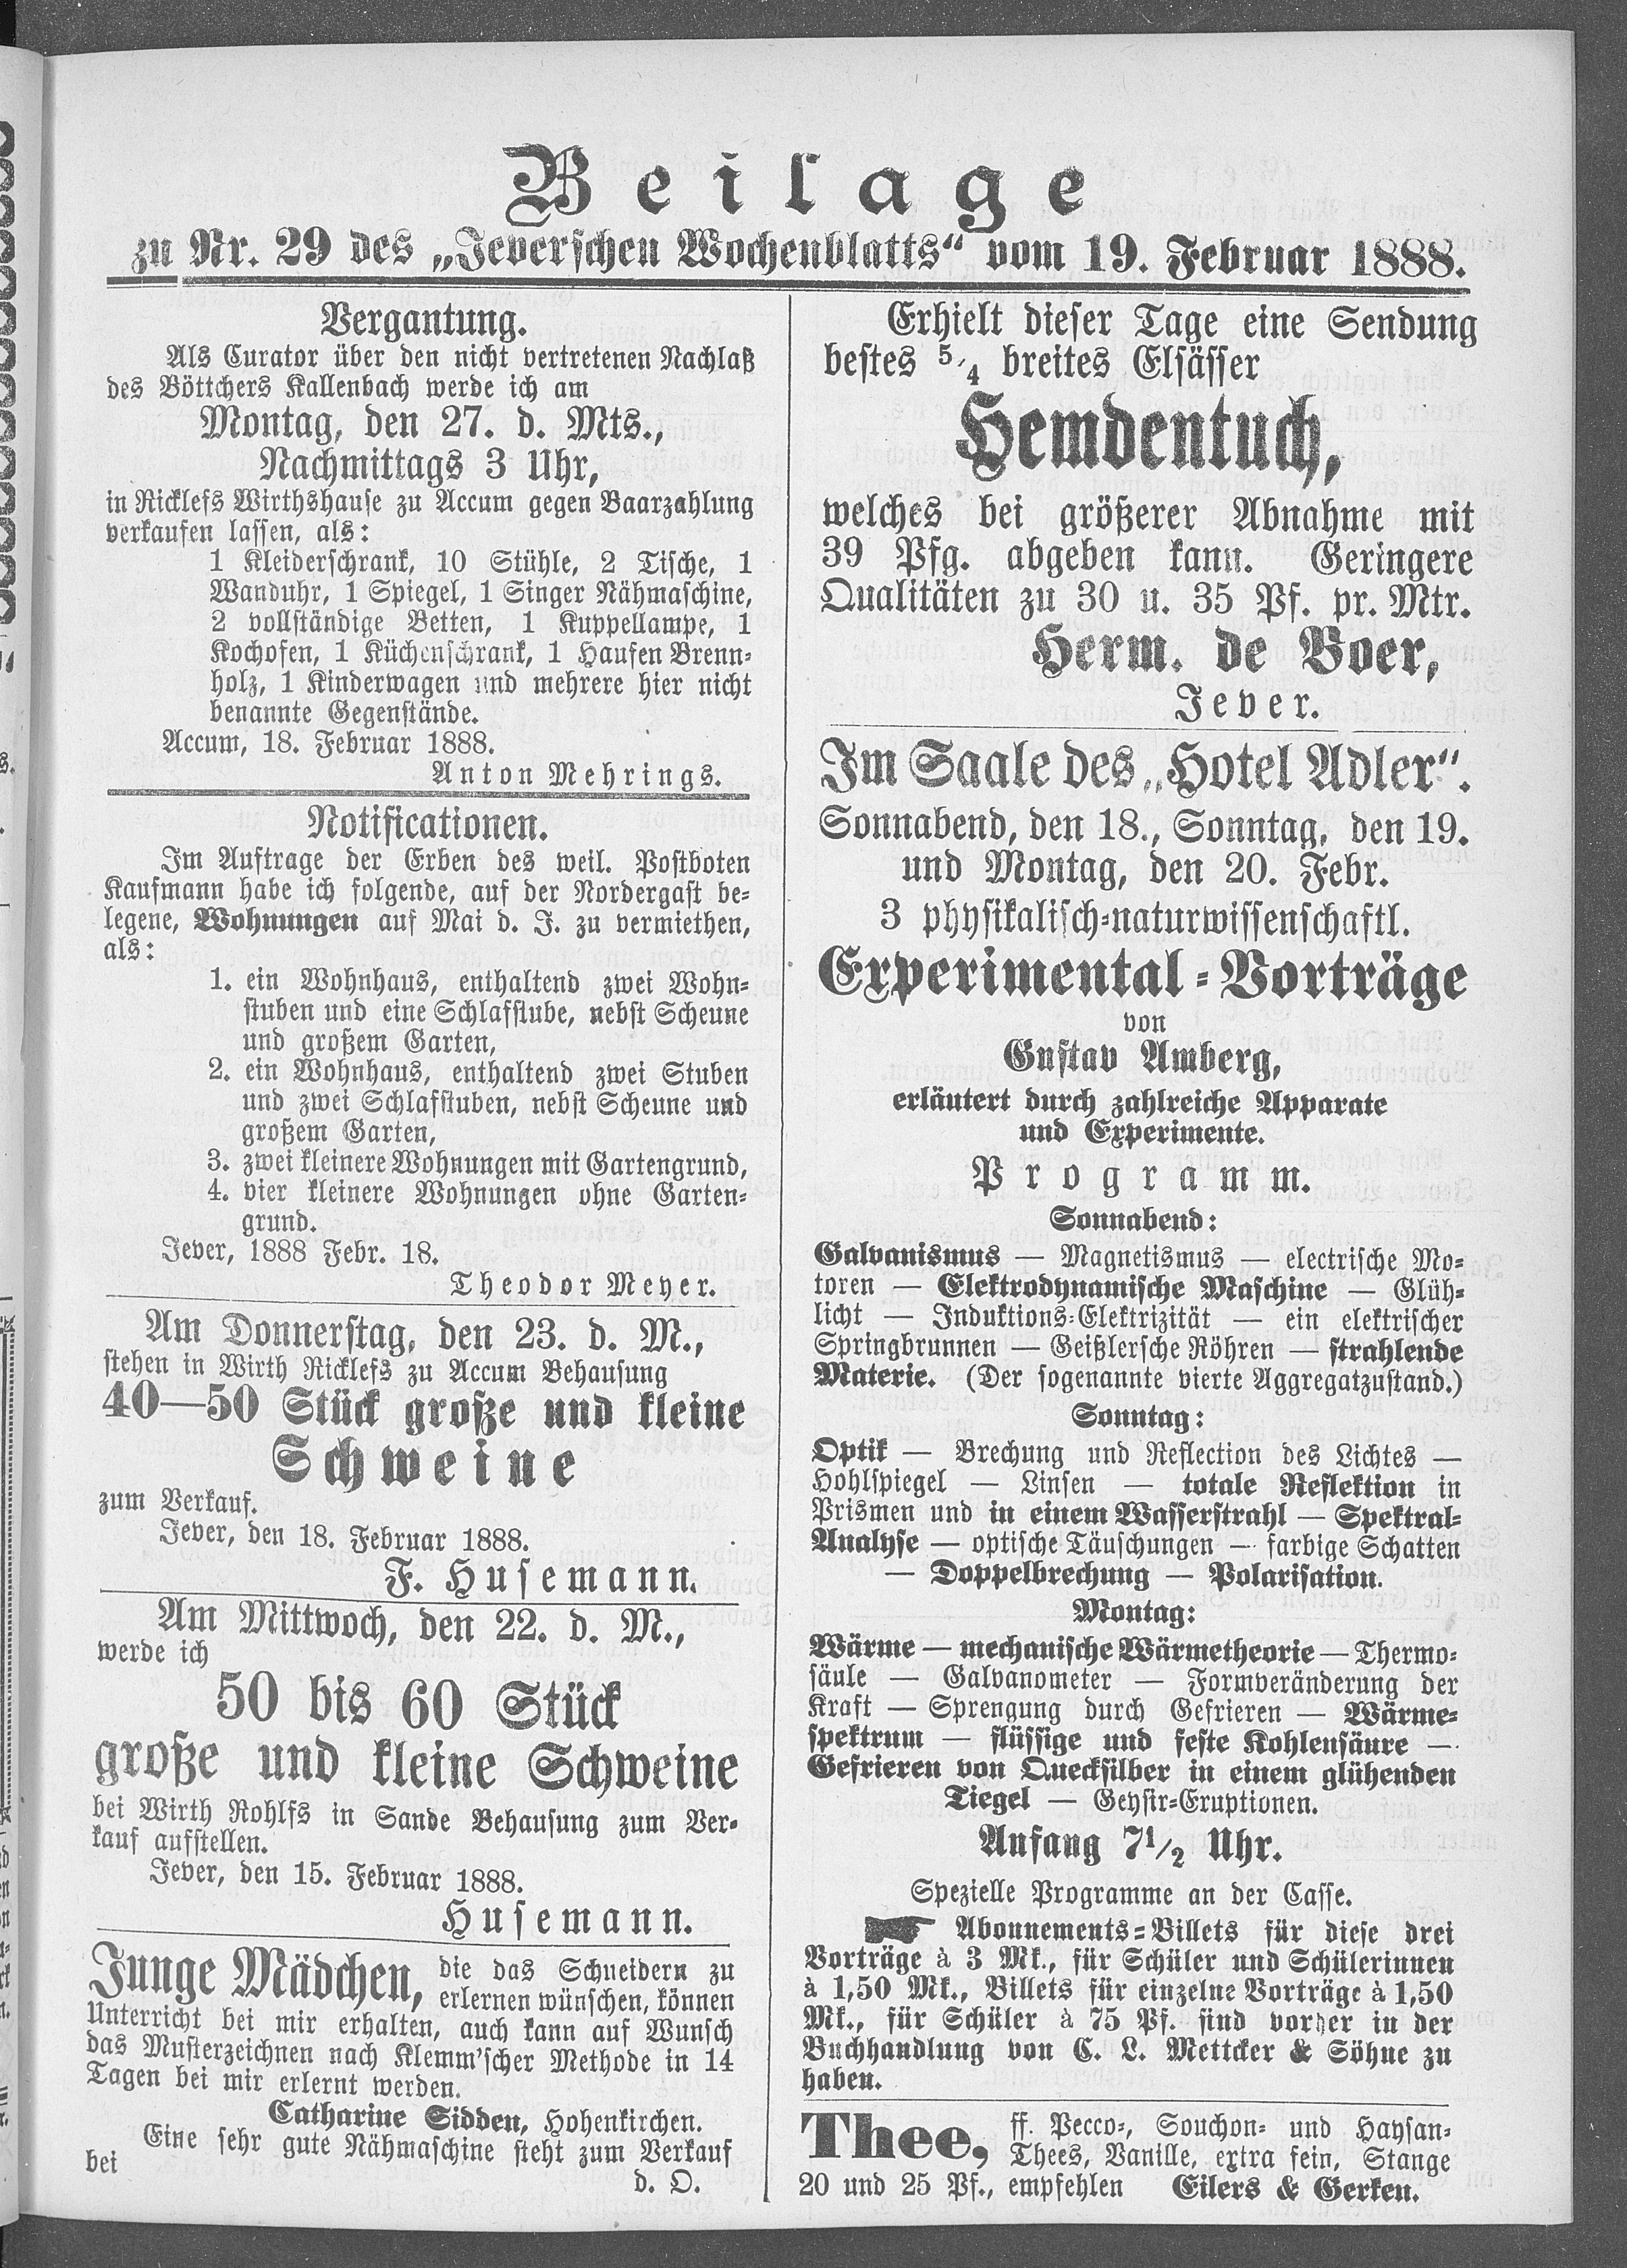 Beilage
zu Nr. 29 des „Jeverschen Wochenblatts“ vom 19. Februar 1888.
Vergantung.
Als Curator über den nicht vertretenen Nachlaß
des Böttchers Kallenbach werde ich am
Montag, den 27. d. Mts.,
Nachmittags 3 Uhr,
in Ricklefs Wirthshause zu Accum gegen Baarzahlung
verkaufen lassen, als:
1 Kleiderschrank, 10 Stühle, 2 Tische, 1
Wanduhr, 1 Spiegel, 1 Singer Nähmaschine,
2 vollständige Betten, 1 Kuppellampe, 1
Kochofen, 1 Küchenschrank, 1 Haufen Brenn-
holz, 1 Kinderwagen und mehrere hier nicht
benannte Gegenstände.
Accum, 18. Februar 1888.
Anton Mehrings.
Notificationen.
Im Auftrage der Erben des weil. Postboten
Kaufmann habe ich folgende, auf der Nordergast be-
legene, Wohnungen auf Mai d. J. zu vermiethen,
als:
1. ein Wohnhaus, enthaltend zwei Wohn-
stuben und eine Schlafstube, nebst Scheune
und großem Garten,
2. ein Wohnhaus, enthaltend zwei Stuben
und zwei Schlafstuben, nebst Scheune und
großem Garten,
3. zwei kleinere Wohnungen mit Gartengrund,
4. vier kleinere Wohnungen ohne Garten-
grund.
Jever, 1888 Febr. 18.
Theodor Meyer.
Am Donnerstag, den 23. d. M.,
stehen in Wirth Ricklefs zu Accum Behausung
40—50 Stück große und kleine
Schweine
zum Verkauf.
Jever, den 18. Februar 1888.
F. Husemann.
Am Mittwoch, den 22. d. M.,
werde ich
50 bis 60 Stück
große und kleine Schweine
bei Wirth Rohlfs in Sande Behausung zum Ver-
kauf aufstellen.
Jever, den 15. Februar 1888.
Husemann.
Junge Mädchen, die das Schneidern zu
erlernen wünschen, können
Unterricht bei mir erhalten, auch kann auf Wunsch
das Musterzeichnen nach Klemm'scher Methode in 14
Tagen bei mir erlernt werden.
Catharine Sidden, Hohenkirchen.
Eine sehr gute Nähmaschine steht zum Verkauf
bei d. O.
Erhielt dieser Tage eine Sendung
bestes 5/4 breites Elsässer
Hemdentuch,
welches bei größerer Abnahme mit
39 Pfg. abgeben kann. Geringere
Qualitäten zu 30 u. 35 Pf. pr. Mtr.
Herm. de Boer,
Jever.
Im Saale des „Hotel Adler“.
Sonnabend, den 18., Sonntag, den 19.
und Montag, den 20. Febr.
3 physikalisch-naturwissenschaftl.
Experimental-Vorträge
von
Gustav Amberg,
erläutert durch zahlreiche Apparate
und Experimente.
Programm.
Sonnabend:
Galvanismus — Magnetismus — electrische Mo-
toren — Elektrodynamische Maschine — Glüh-
licht — Induktions-Elektrizität — ein elektrischer
Springbrunnen — Geißlersche Röhren — strahlende
Materie. (Der sogenannte vierte Aggregatzustand.)
Sonntag:
Optik — Brechung und Reflection des Lichtes —
Hohlspiegel — Linsen — totale Reflektion in
Prismen und in einem Wasserstrahl — Spektral-
Analyse — optische Täuschungen — farbige Schatten
— Doppelbrechung — Polarisation.
Montag:
Wärme — mechanische Wärmetheorie — Thermo-
säule — Galvanometer — Formveränderung der
Kraft — Sprengung durch Gefrieren — Wärme-
spektrum — flüssige und feste Kohlensäure —
Gefrieren von Quecksilber in einem glühenden
Tiegel — Geysir-Eruptionen.
Anfang 7 1/2 Uhr.
Spezielle Programme an der Casse.
Abonnements-Billets für diese drei
Vorträge à 3 Mk., für Schüler und Schülerinnen
à 1,50 Mk., Billets für einzelne Vorträge à 1,50
Mk., für Schüler à 75 Pf. sind vorher in der
Buchhandlung von C. L. Mettcker & Söhne zu
haben.
Thee, ff. Pecco-, Souchon- und Haysan-
Thees, Vanille, extra fein, Stange
20 und 25 Pf., empfehlen Eilers & Gerken.